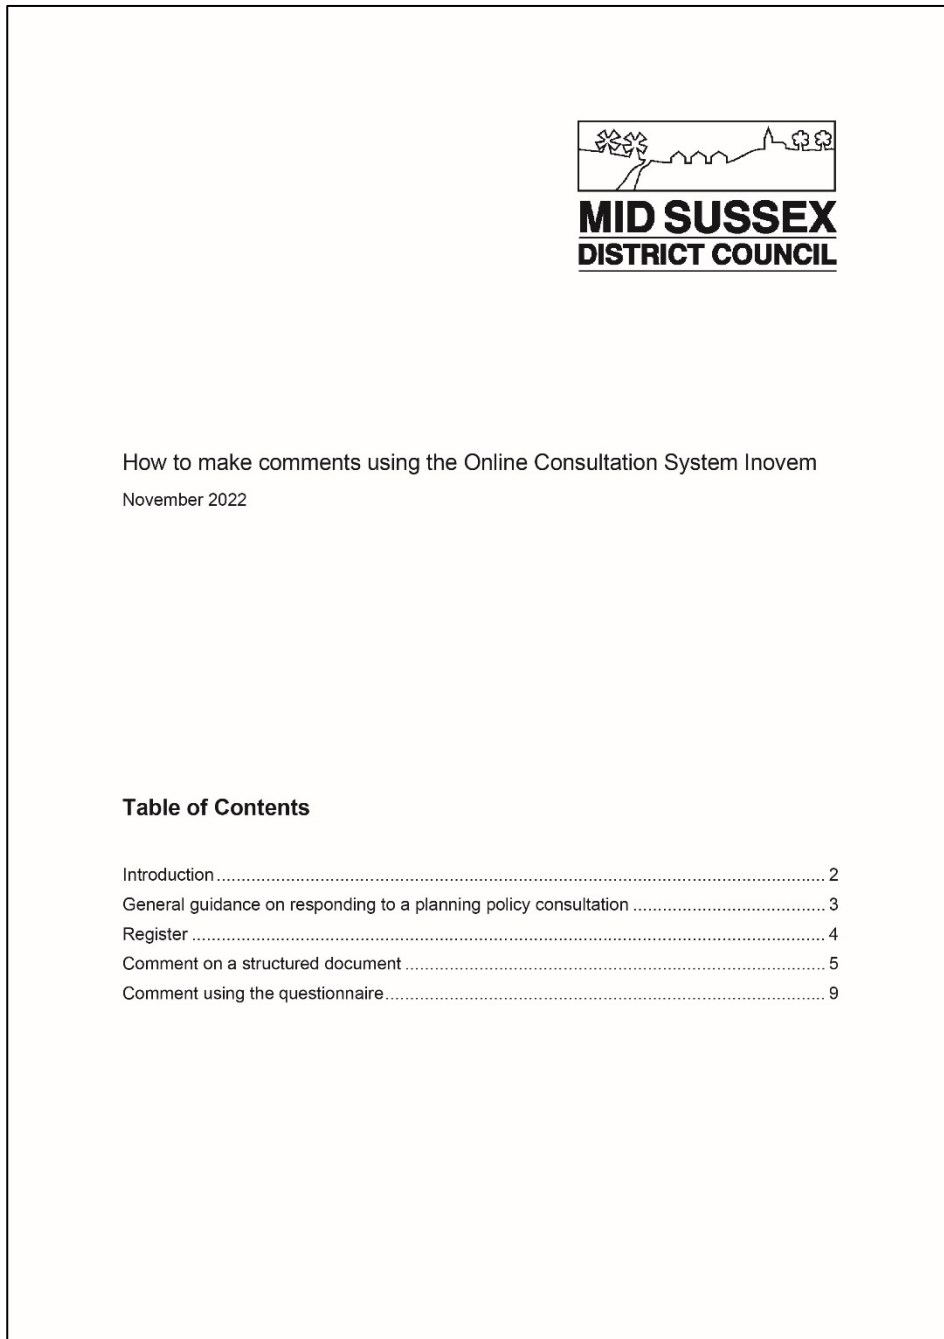 MID SUSSEX
DISTRICT COUNCIL
How to make comments using the Online Consultation System Inovem
November 2022
Table of Contents
Introduction ........................................................................................................................... 2
General guidance on responding to a planning policy consultation ....................................... 3
Register ................................................................................................................................ 4
Comment on a structured document ..................................................................................... 5
Comment using the questionnaire......................................................................................... 9